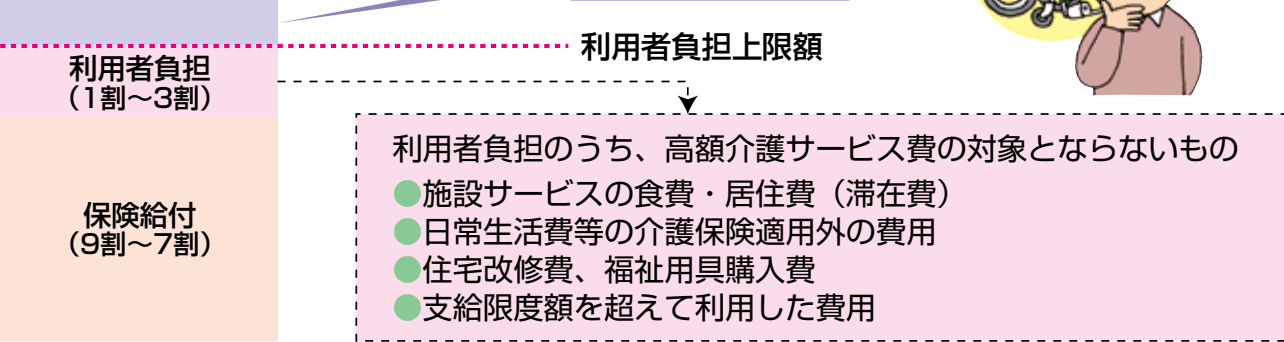 利用者負担上限額
利用者負担
（1割～3割）
利用者負担のうち、高額介護サービス費の対象とならないもの
●施設サービスの食費・居住費（滞在費）
●日常生活費等の介護保険適用外の費用
●住宅改修費、福祉用具購入費
●支給限度額を超えて利用した費用
保険給付
（9割～7割）